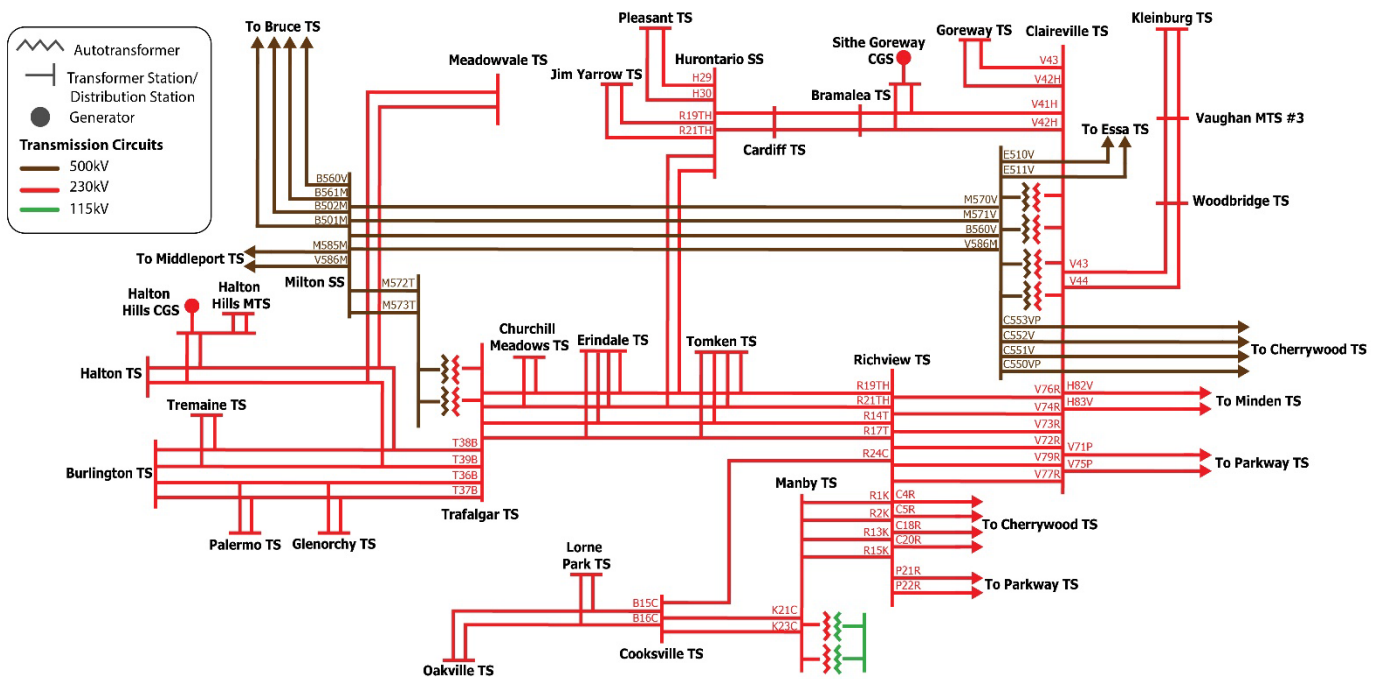 Autotransformer
Transformer Station/
Distribution Station
Generator
Transmission Circuits
500kV
230kV
115kV
To Bruce TS
Meadowvale TS
Pleasant TS
Jim Yarrow TS
Hurontario SS
H29
H30
R19TH
R21TH
Cardiff TS
Sithe Goreway
CGS
Bramalea TS
Goreway TS
Claireville TS
V43
V42H
V41H
V42H
Kleinburg TS
Vaughan MTS #3
Woodbridge TS
To Essa TS
E510V
E511V
M570V
M571V
B560V
V586M
V43
V44
B560V
B561M
B502M
B501M
M585M
V586M
To Middleport TS
Milton SS
M572T
M573T
C553VP
C552V
C551V
C550VP
To Cherrywood TS
Halton
Hills CGS
Halton
Hills MTS
Halton TS
Tremaine TS
Burlington TS
Palermo TS
Glenorchy TS
T38B
T39B
T36B
T37B
Trafalgar TS
Churchill
Meadows TS
Erindale TS
Tomken TS
Richview TS
R19TH
R21TH
R14T
R17T
R24C
V76R
V74R
V73R
V72R
V79R
V77R
H82V
H83V
To Minden TS
V71P
V75P
To Parkway TS
Manby TS
R1K
R2K
R13K
R15K
C4R
C5R
C18R
C20R
To Cherrywood TS
P21R
P22R
To Parkway TS
Lorne
Park TS
Oakville TS
B15C
B16C
Cooksville TS
K21C
K23C